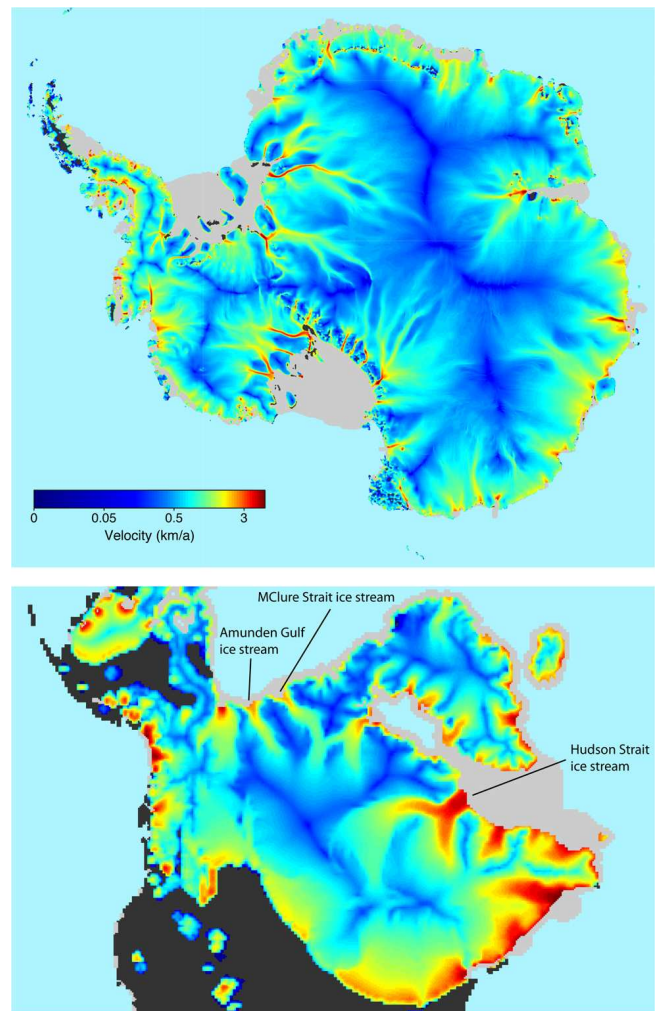 0 0.05 0.5 3
Velocity (km/a)
MClure Strait ice stream
Amunden Gulf
ice stream
Hudson Strait
ice stream